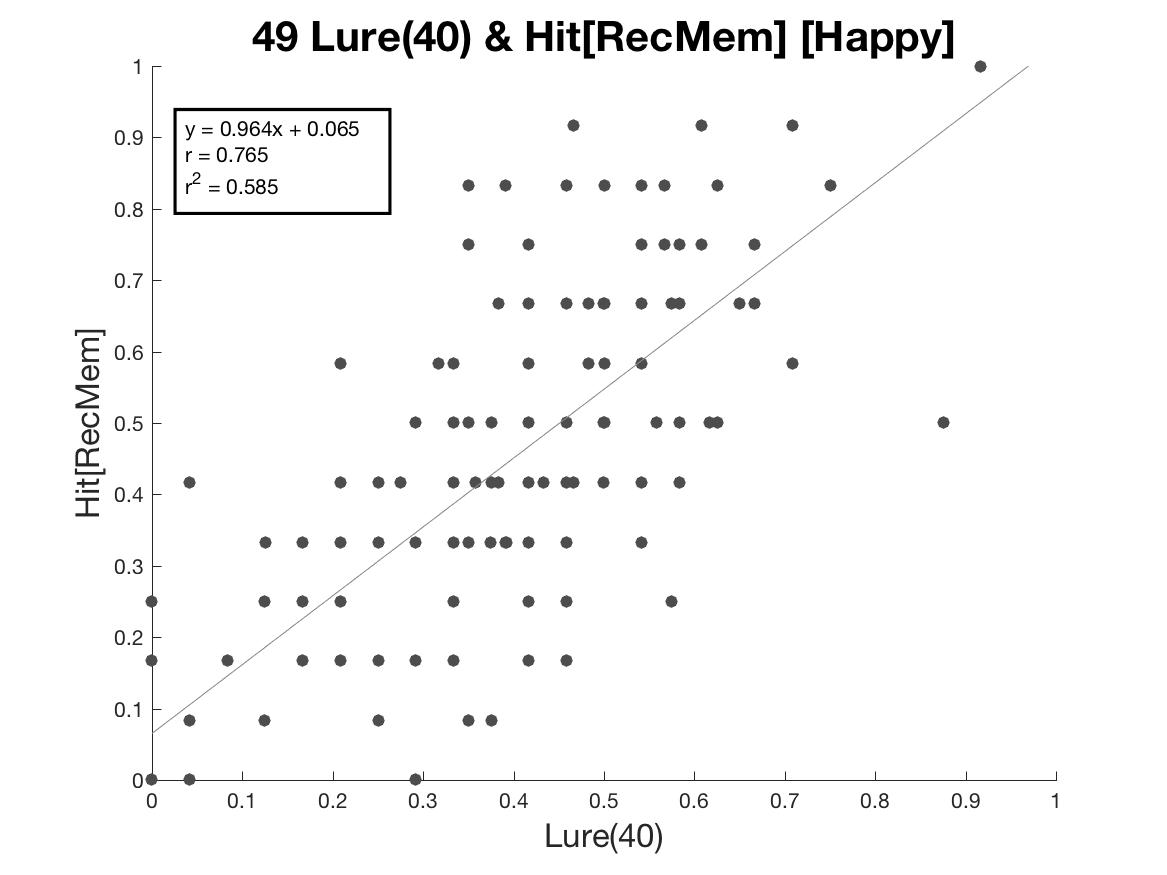 49 Lure(40) & Hit[RecMem] [Happy]
y = 0.964x + 0.065
r = 0.765
r² = 0.585
Hit[RecMem]
1
0.9
0.8
0.7
0.6
0.5
0.4
0.3
0.2
0.1
0
0 0.1 0.2 0.3 0.4 0.5 0.6 0.7 0.8 0.9 1
Lure(40)